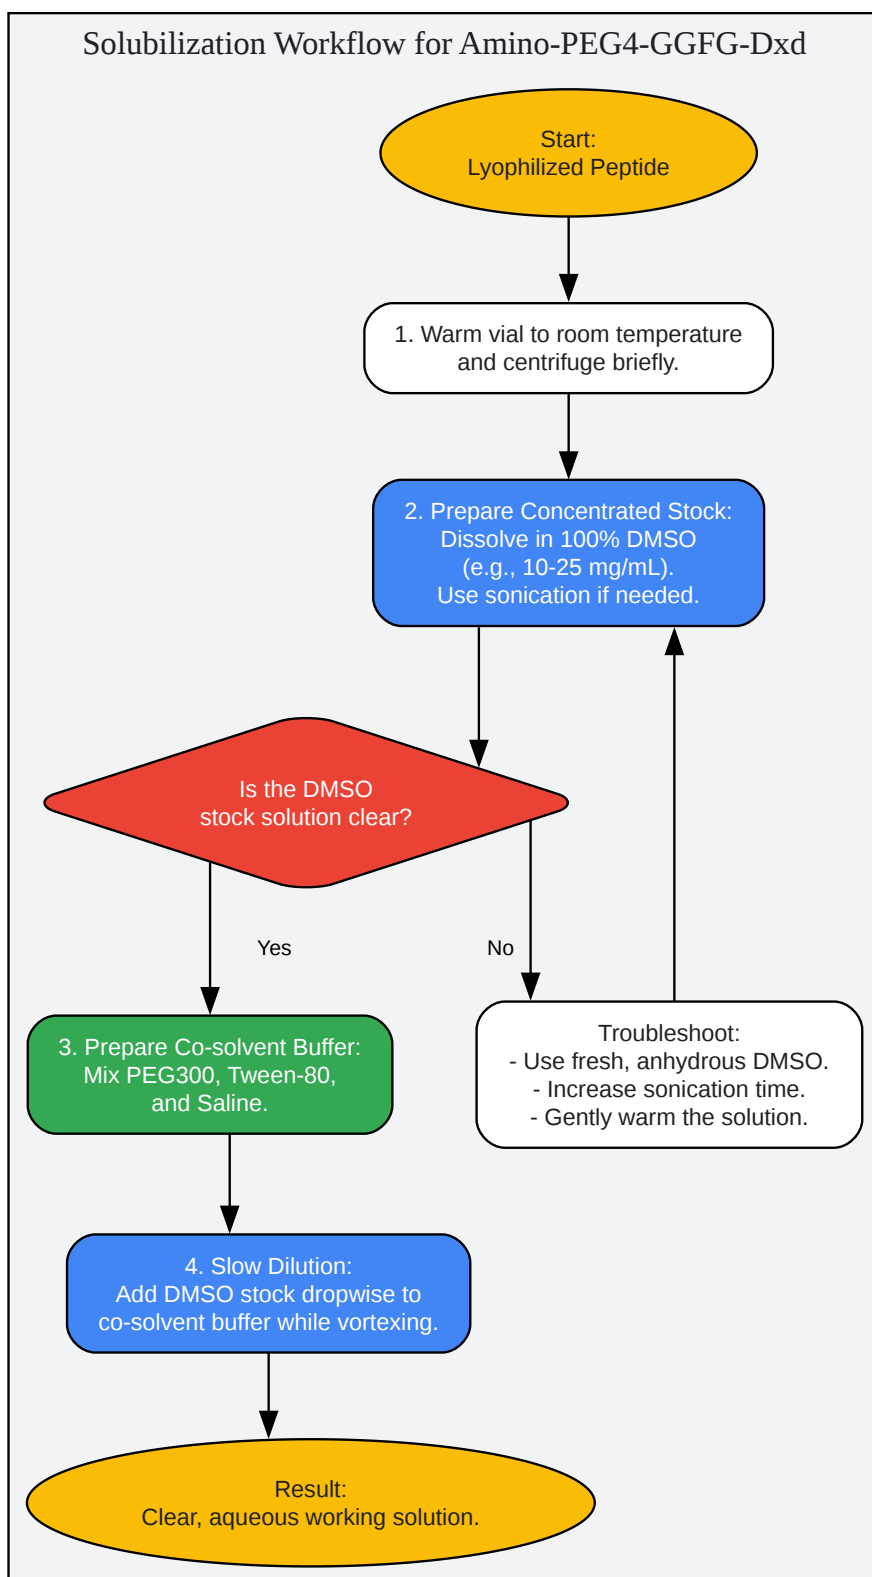 Solubilization Workflow for Amino-PEG4-GGFG-Dxd
Start:
Lyophilized Peptide
1. Warm vial to room temperature
and centrifuge briefly.
2. Prepare Concentrated Stock:
Dissolve in 100% DMSO
(e.g., 10-25 mg/mL).
Use sonication if needed.
Is the DMSO
stock solution clear?
Yes
No
3. Prepare Co-solvent Buffer:
Mix PEG300, Tween-80,
and Saline.
Troubleshoot:
- Use fresh, anhydrous DMSO.
- Increase sonication time.
- Gently warm the solution.
4. Slow Dilution:
Add DMSO stock dropwise to
co-solvent buffer while vortexing.
Result:
Clear, aqueous working solution.